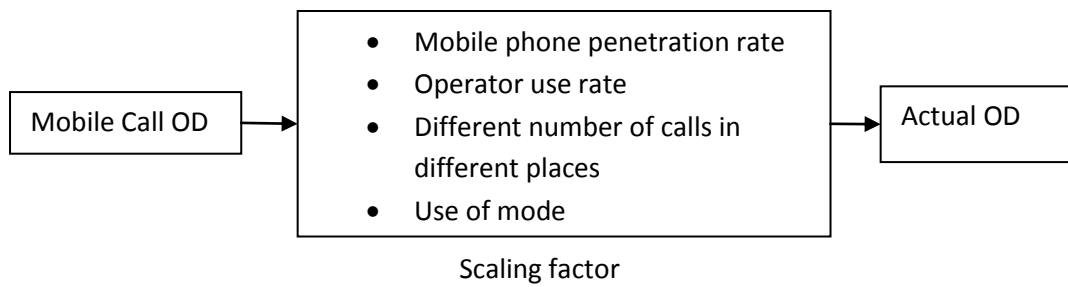 Mobile Call OD
• Mobile phone penetration rate
• Operator use rate
• Different number of calls in
different places
• Use of mode
Actual OD
Scaling factor